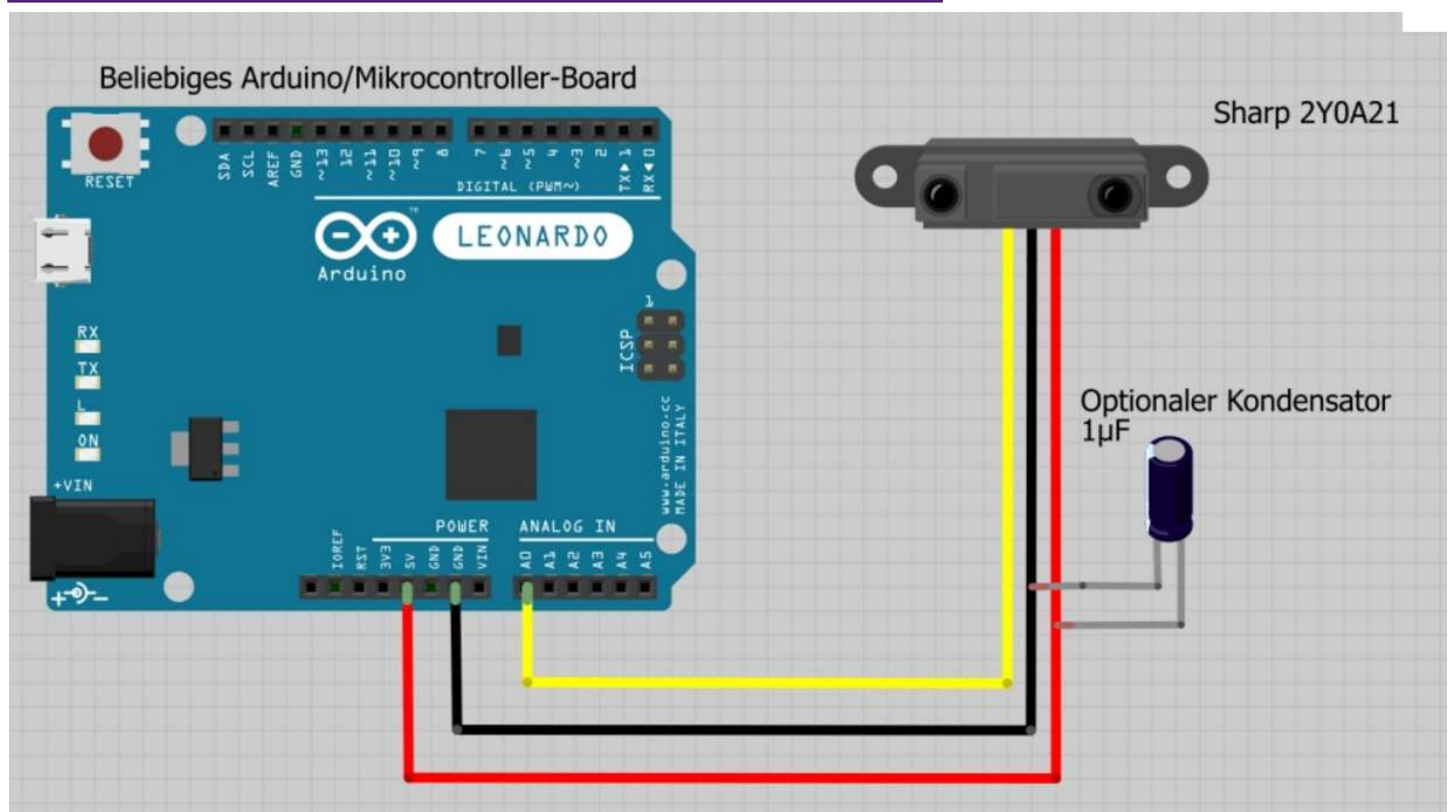 Beliebiges Arduino/Mikrocontroller-Board
Sharp 2Y0A21
RESET
SDA
SCL
AREF
GND
~13
12
~11
~10
~9
8
7
~6
~5
4
~3
2
TX▶ 1
RX◀ 0
DIGITAL (PWM~)
TM
LEONARDO
Arduino
1
ICSP
RX
TX
L
ON
+VIN
www.arduino.cc
MADE IN ITALY
Optionaler Kondensator
1µF
POWER
ANALOG IN
IOREF
RST
3V3
5V
GND
GND
VIN
A0
A1
A2
A3
A4
A5